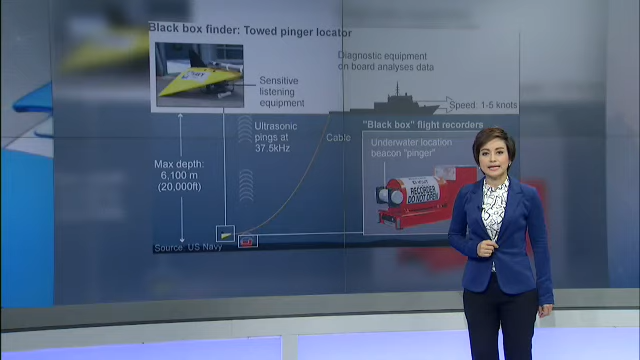 Black box finder: Towed pinger locator
Diagnostic equipment
on board analyses data
Sensitive
listening
equipment
Speed: 1-5 knots
Ultrasonic
pings at
37.5kHz
Cable
"Black box" flight recorders
Underwater location
beacon "pinger"
Max depth:
6,100 m
(20,000ft)
RECORDER
DO NOT OPEN
Source: US Navy